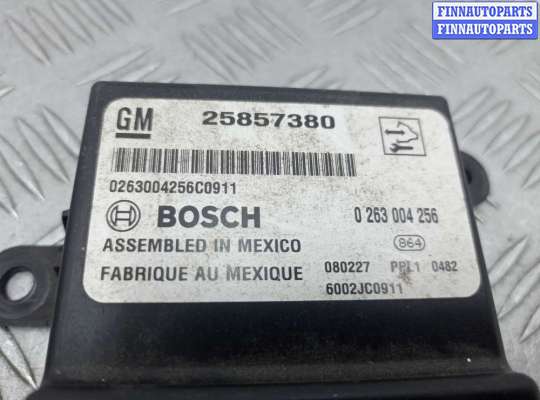 FINNAUTOPARTS
FINNAUTOPARTS
GM 25857380
0263004256C0911
BOSCH 0 263 004 256
ASSEMBLED IN MEXICO 864
FABRIQUE AU MEXIQUE 080227 PPL1 0482
6002JC0911